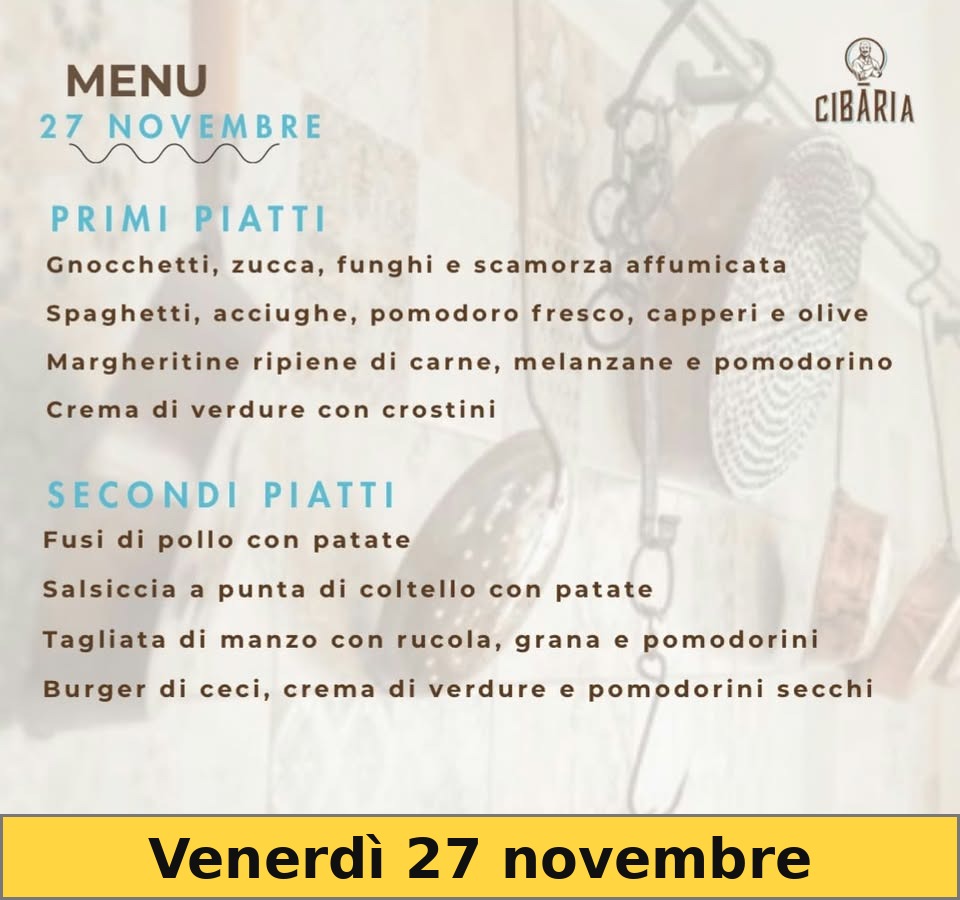 MENU
27 NOVEMBRE
CIBĀRIA
PRIMI PIATTI
Gnocchetti, zucca, funghi e scamorza affumicata
Spaghetti, acciughe, pomodoro fresco, capperi e olive
Margheritine ripiene di carne, melanzane e pomodorino
Crema di verdure con crostini
SECONDI PIATTI
Fusi di pollo con patate
Salsiccia a punta di coltello con patate
Tagliata di manzo con rucola, grana e pomodorini
Burger di ceci, crema di verdure e pomodorini secchi
Venerdì 27 novembre